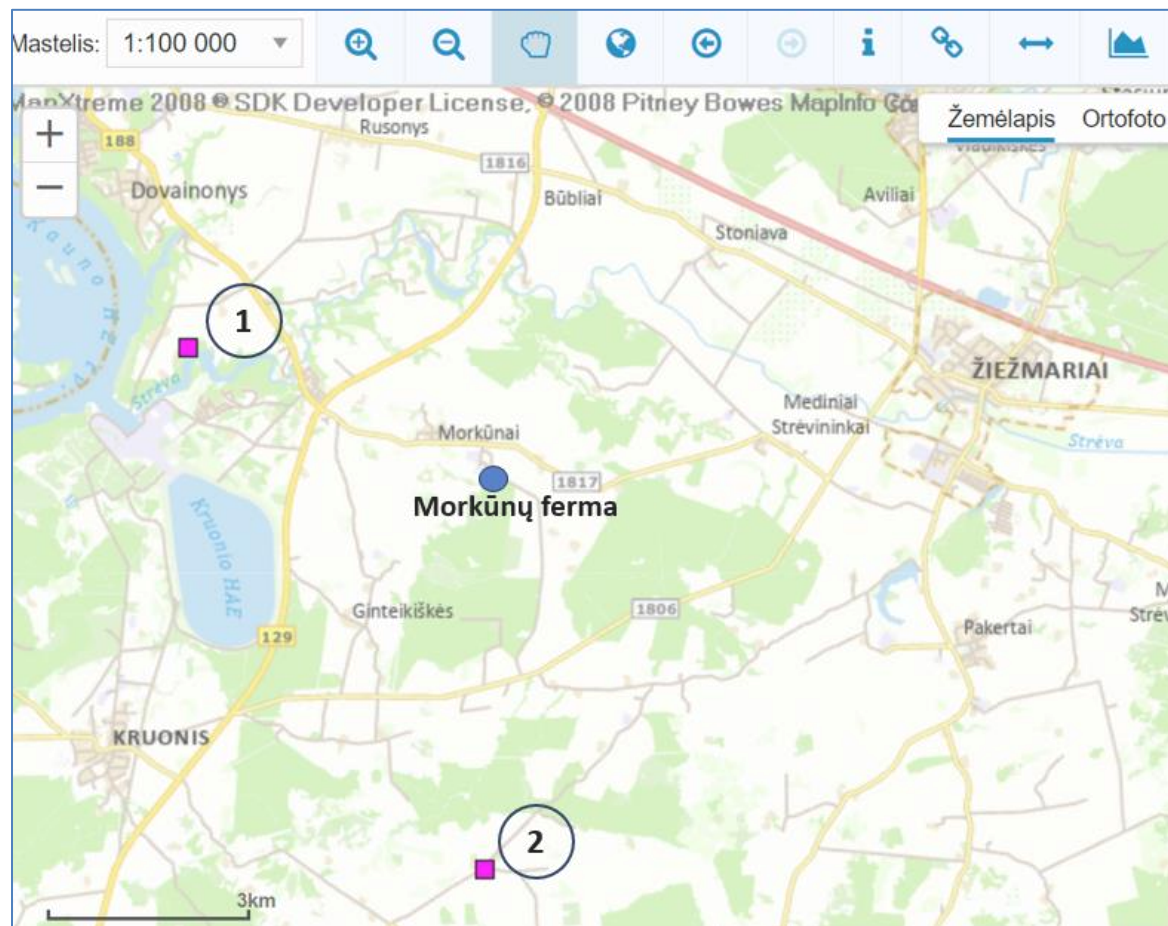 Mastelis: 1:100 000
MapXtreme 2008 ® SDK Developer License, © 2008 Pitney Bowes MapInfo
Žemėlapis Ortofoto
+
−
188
Rusonys
1816
Dovainonys
Būbliai
Aviliai
Stoniava
Kauno
1
Strėva
ŽIEŽMARIAI
Mediniai
Strėvininkai
Strėva
Morkūnai
1817
Morkūnų ferma
Kruonio HAE
Ginteikiškės
1806
129
Pakertai
KRUONIS
2
3km